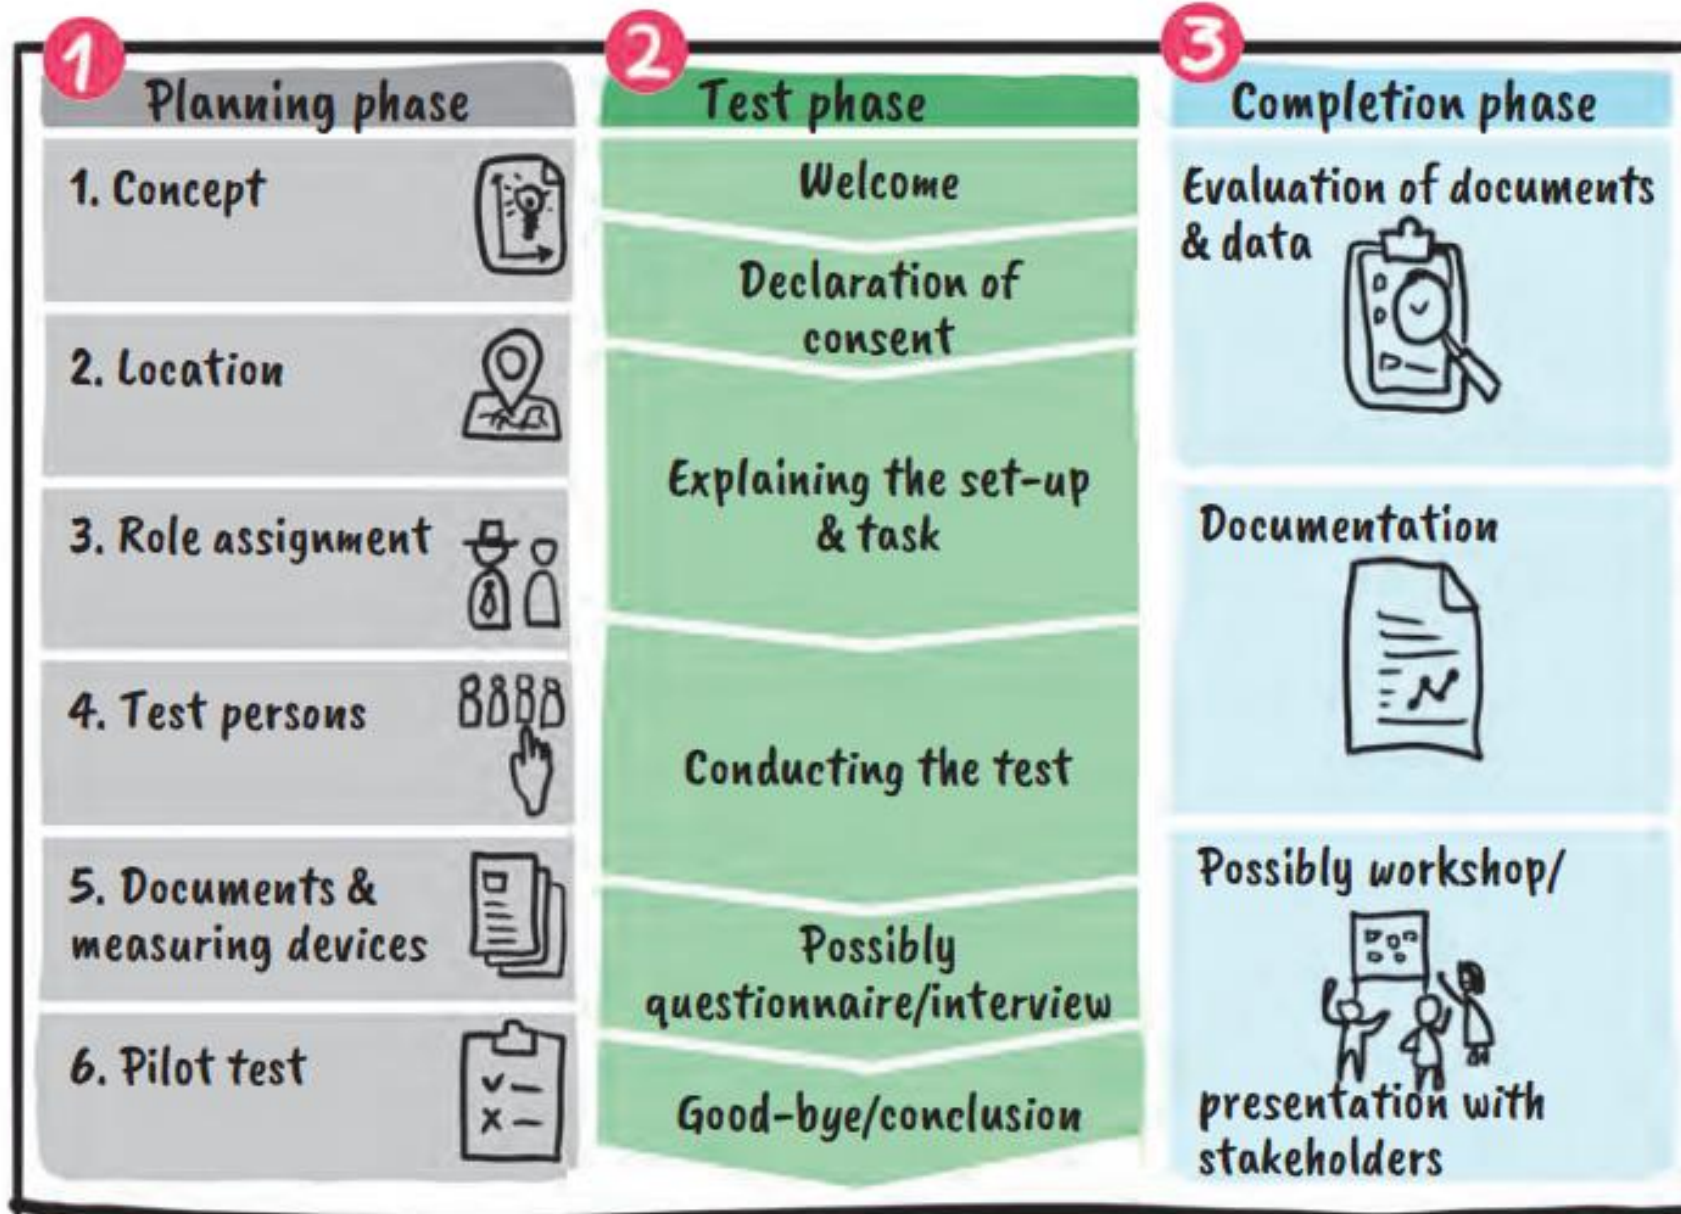 1
Planning phase
1. Concept
2. Location
3. Role assignment
4. Test persons
5. Documents &
measuring devices
6. Pilot test
2
Test phase
Welcome
Declaration of
consent
Explaining the set-up
& task
Conducting the test
Possibly
questionnaire/interview
Good-bye/conclusion
3
Completion phase
Evaluation of documents
& data
Documentation
Possibly workshop/
presentation with
stakeholders